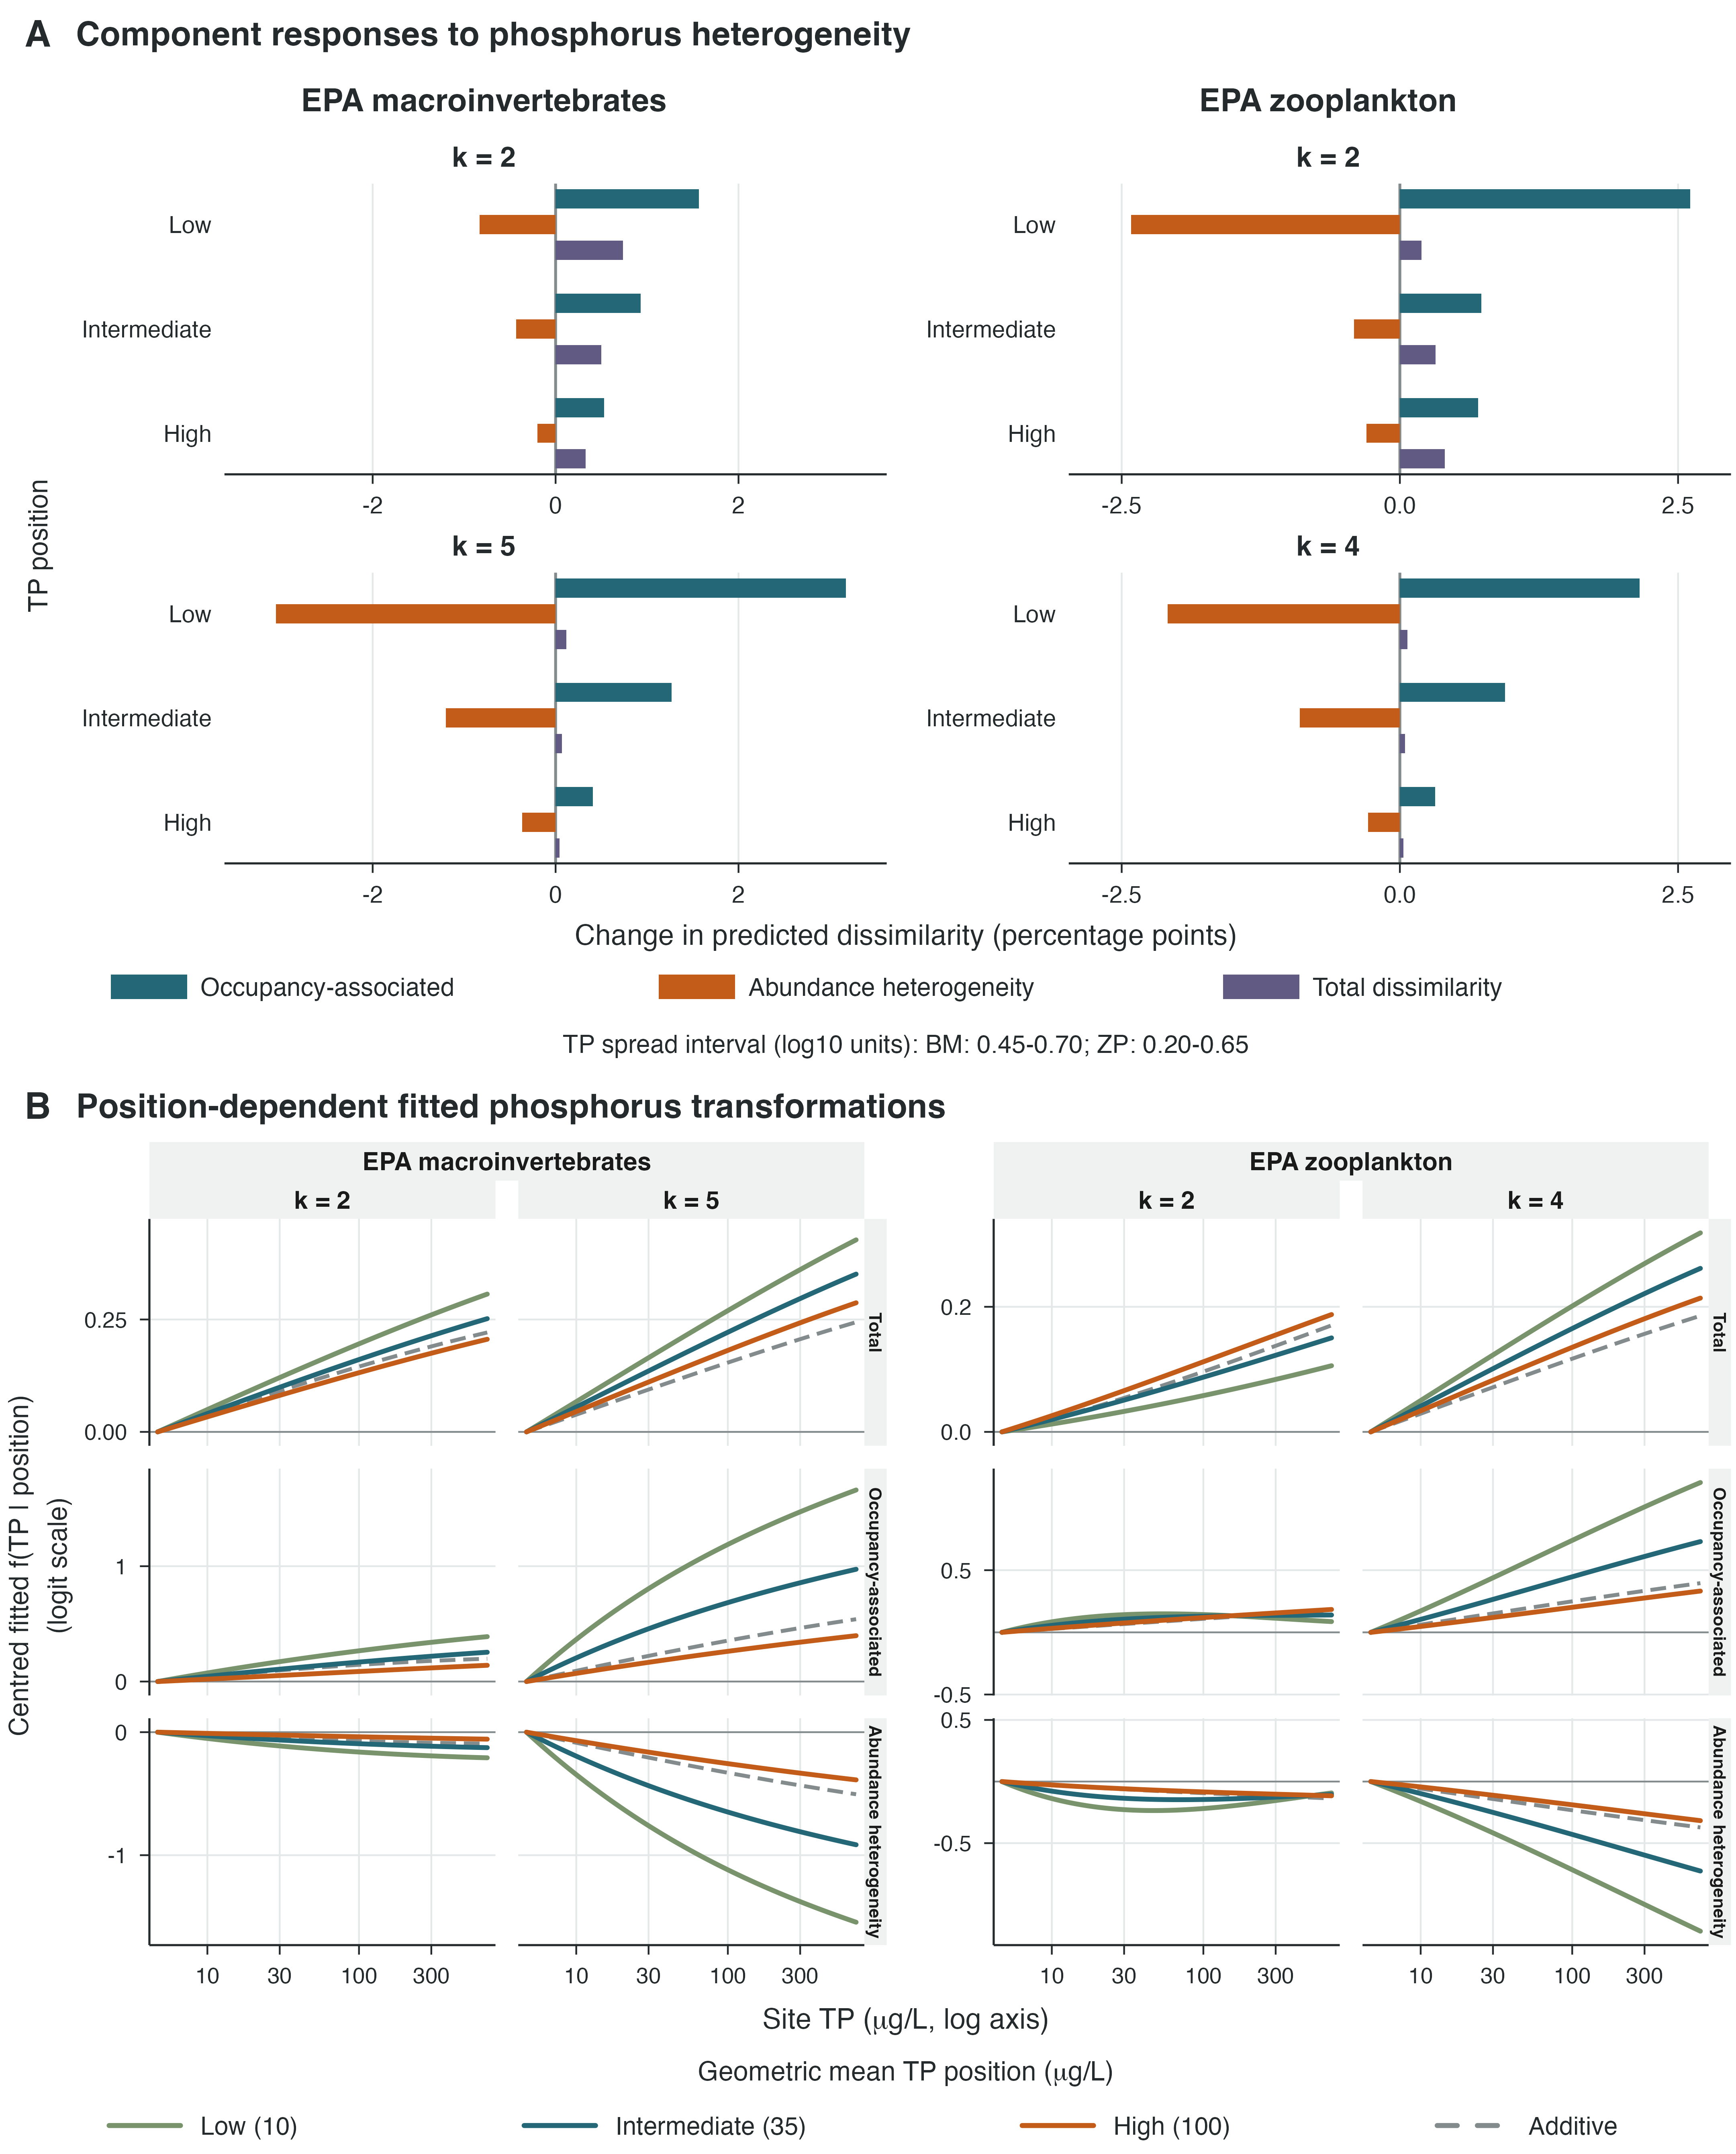 A Component responses to phosphorus heterogeneity
EPA macroinvertebrates
EPA zooplankton
k = 2
k = 2
Low
Intermediate
High
-2
0
2
Low
Intermediate
High
-2.5
0.0
2.5
TP position
k = 5
k = 4
Low
Intermediate
High
-2
0
2
Low
Intermediate
High
-2.5
0.0
2.5
Change in predicted dissimilarity (percentage points)
Occupancy-associated
Abundance heterogeneity
Total dissimilarity
TP spread interval (log10 units): BM: 0.45-0.70; ZP: 0.20-0.65
B Position-dependent fitted phosphorus transformations
EPA macroinvertebrates
EPA zooplankton
k = 2
k = 5
k = 2
k = 4
0.25
0.00
Total
0.2
0.0
Total
Centred fitted f(TP | position)
(logit scale)
1
0
Occupancy-associated
0.5
-0.5
Occupancy-associated
0
-1
Abundance heterogeneity
0.5
-0.5
Abundance heterogeneity
10
30
100
300
10
30
100
300
10
30
100
300
10
30
100
300
Site TP (μg/L, log axis)
Geometric mean TP position (μg/L)
Low (10)
Intermediate (35)
High (100)
Additive